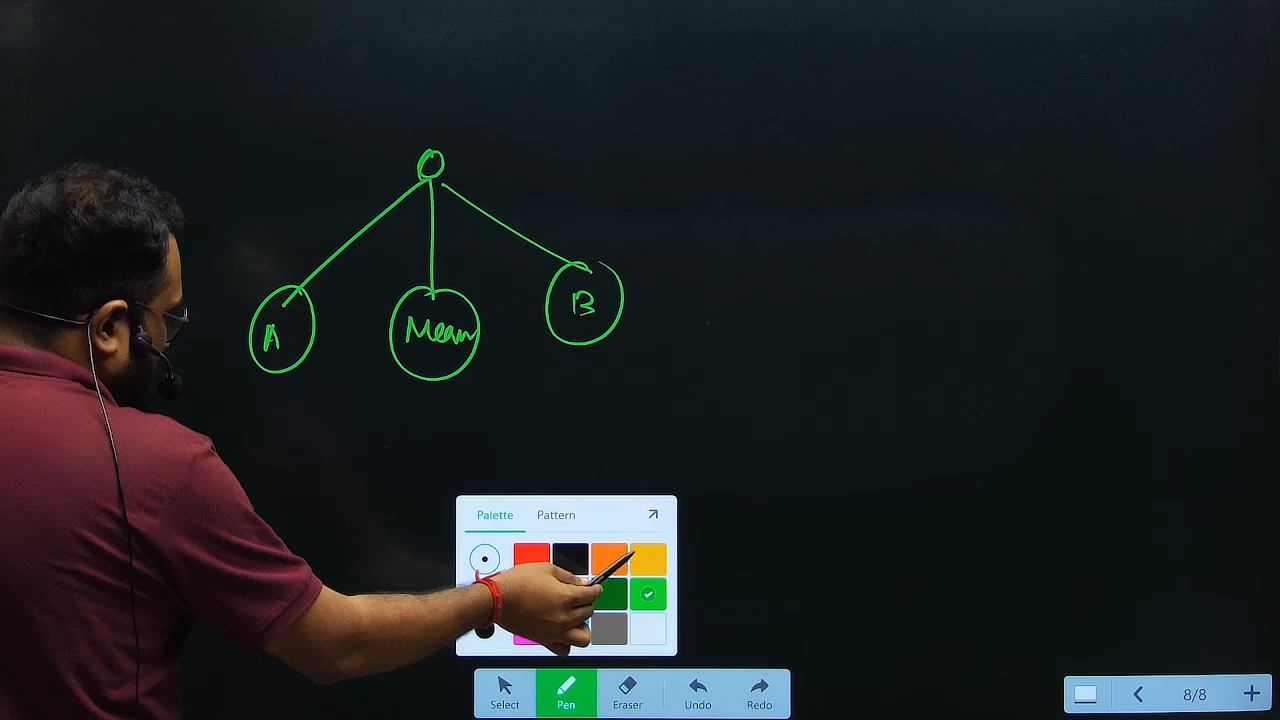 A
Mean
B
Palette
Pattern
Select
Pen
Eraser
Undo
Redo
8/8